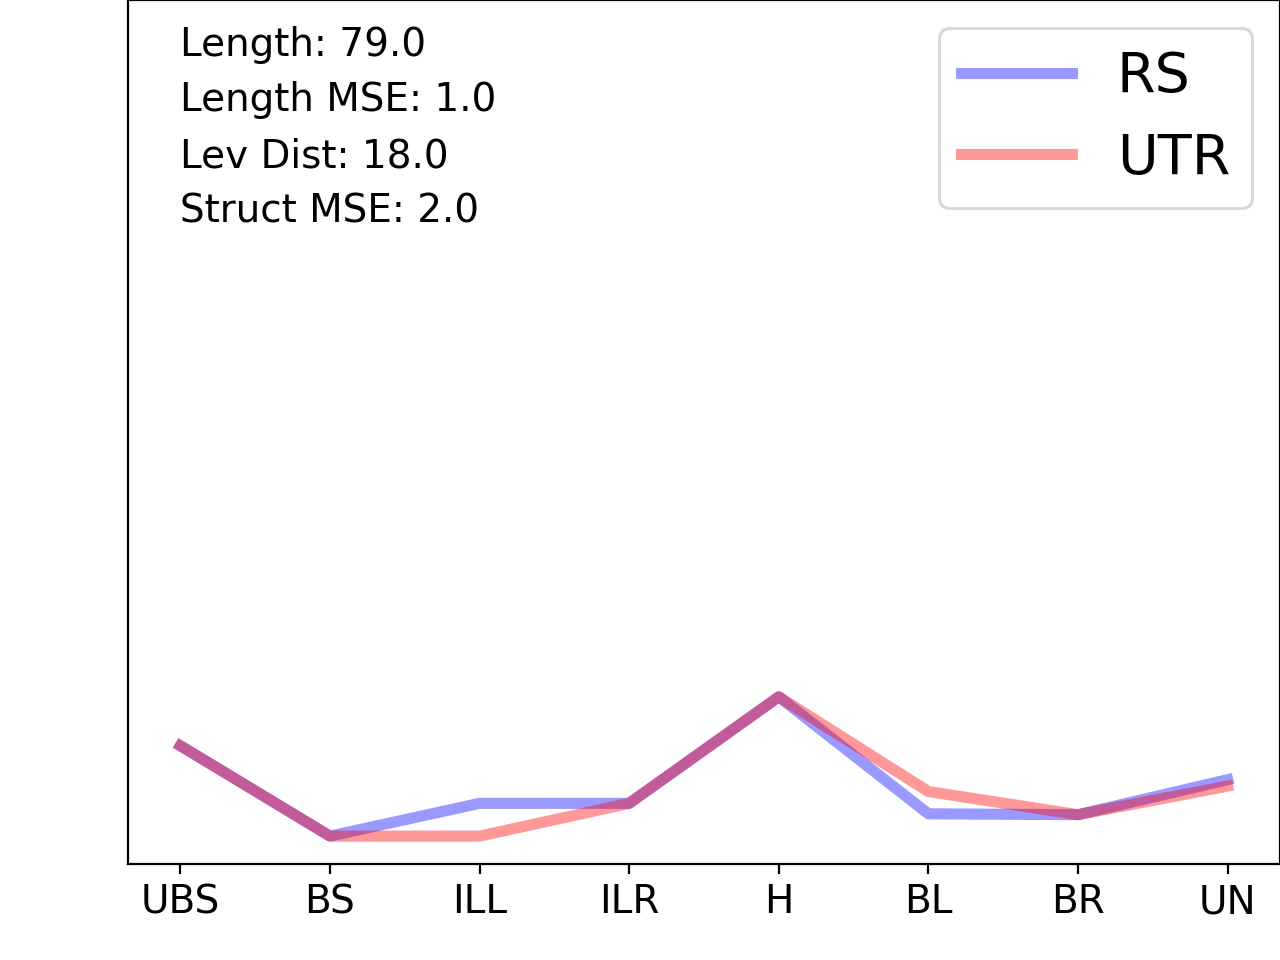 Length: 79.0
Length MSE: 1.0
Lev Dist: 18.0
Struct MSE: 2.0
RS
UTR
UBS BS ILL ILR H BL BR UN